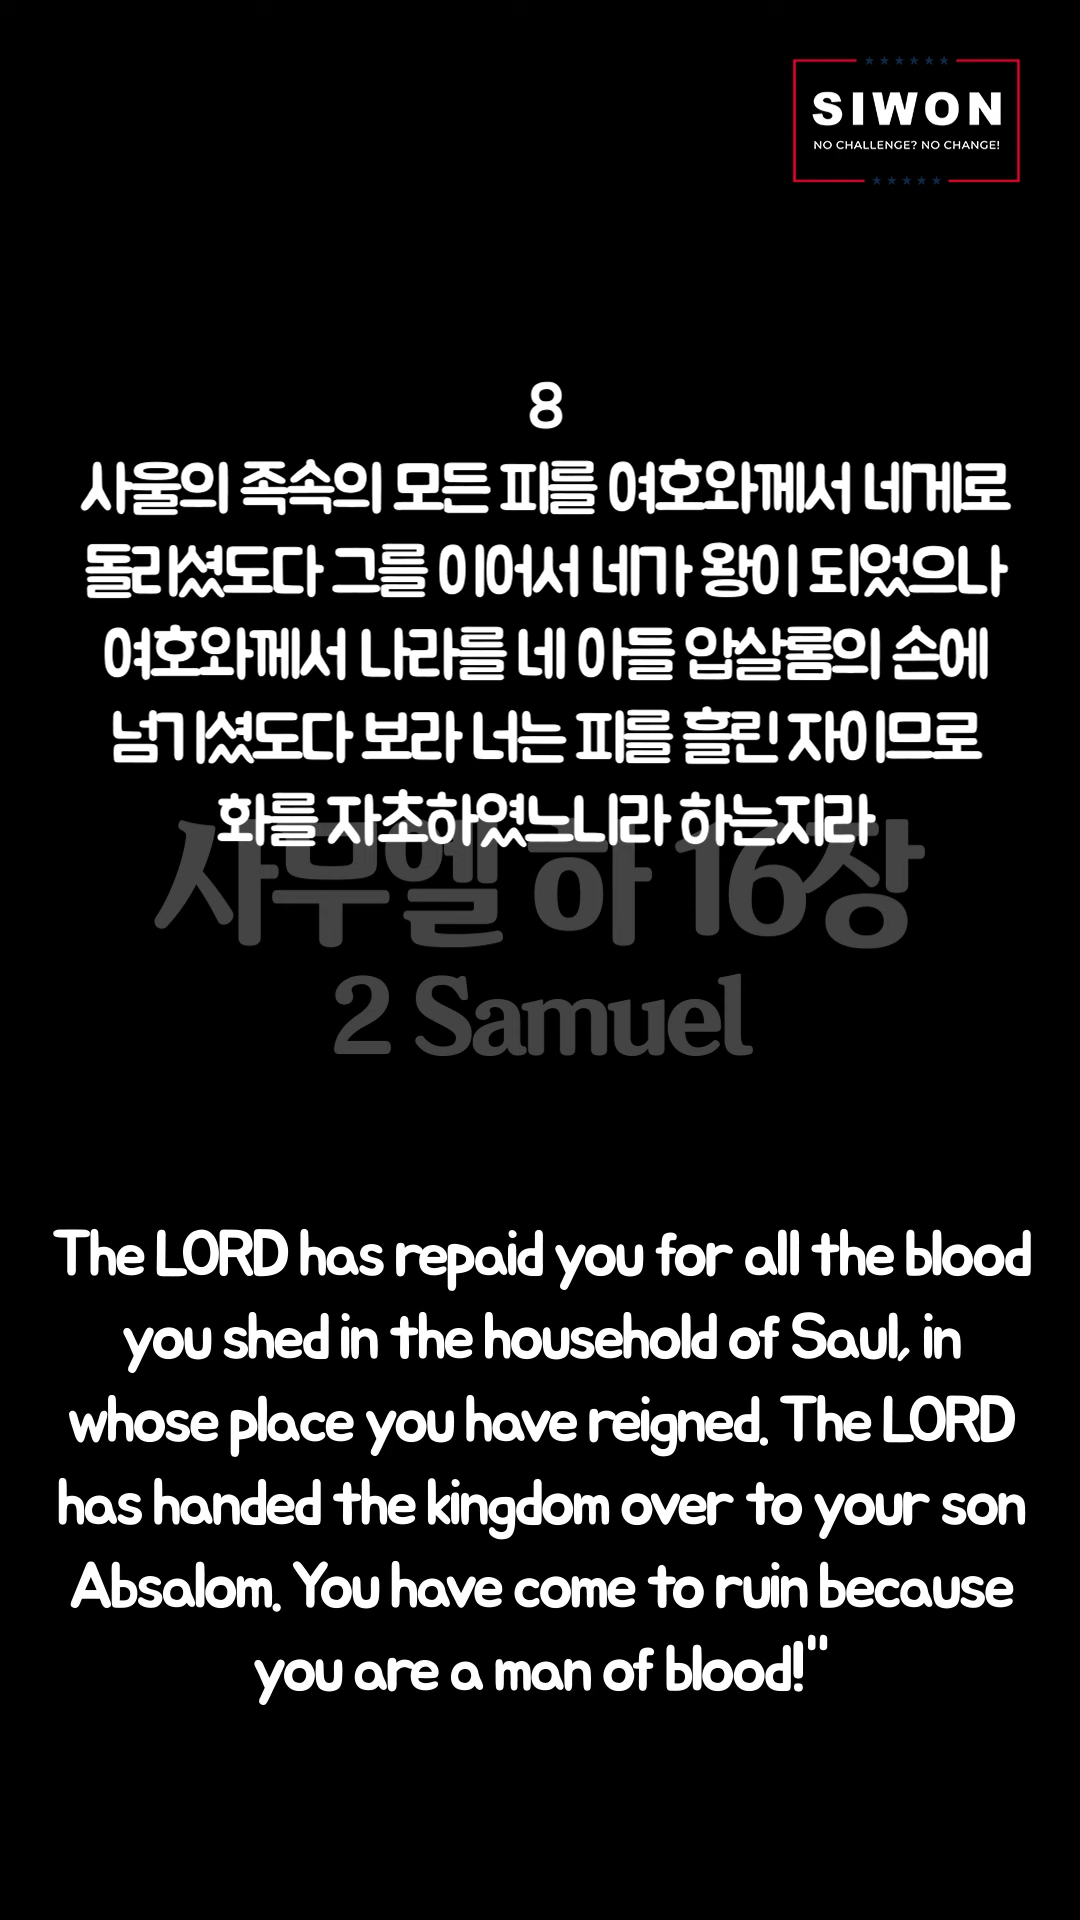 SIWON
NO CHALLENGE? NO CHANGE!
8
사울의 족속의 모든 피를 여호와께서 네게로
돌리셨도다 그를 이어서 네가 왕이 되었으나
여호와께서 나라를 네 아들 압살롬의 손에
넘기셨도다 보라 너는 피를 흘린 자이므로
화를 자초하였느니라 하는지라
사무엘 하 16상
2 Samuel
The LORD has repaid you for all the blood
you shed in the household of Saul, in
whose place you have reigned. The LORD
has handed the kingdom over to your son
Absalom. You have come to ruin because
you are a man of blood!"